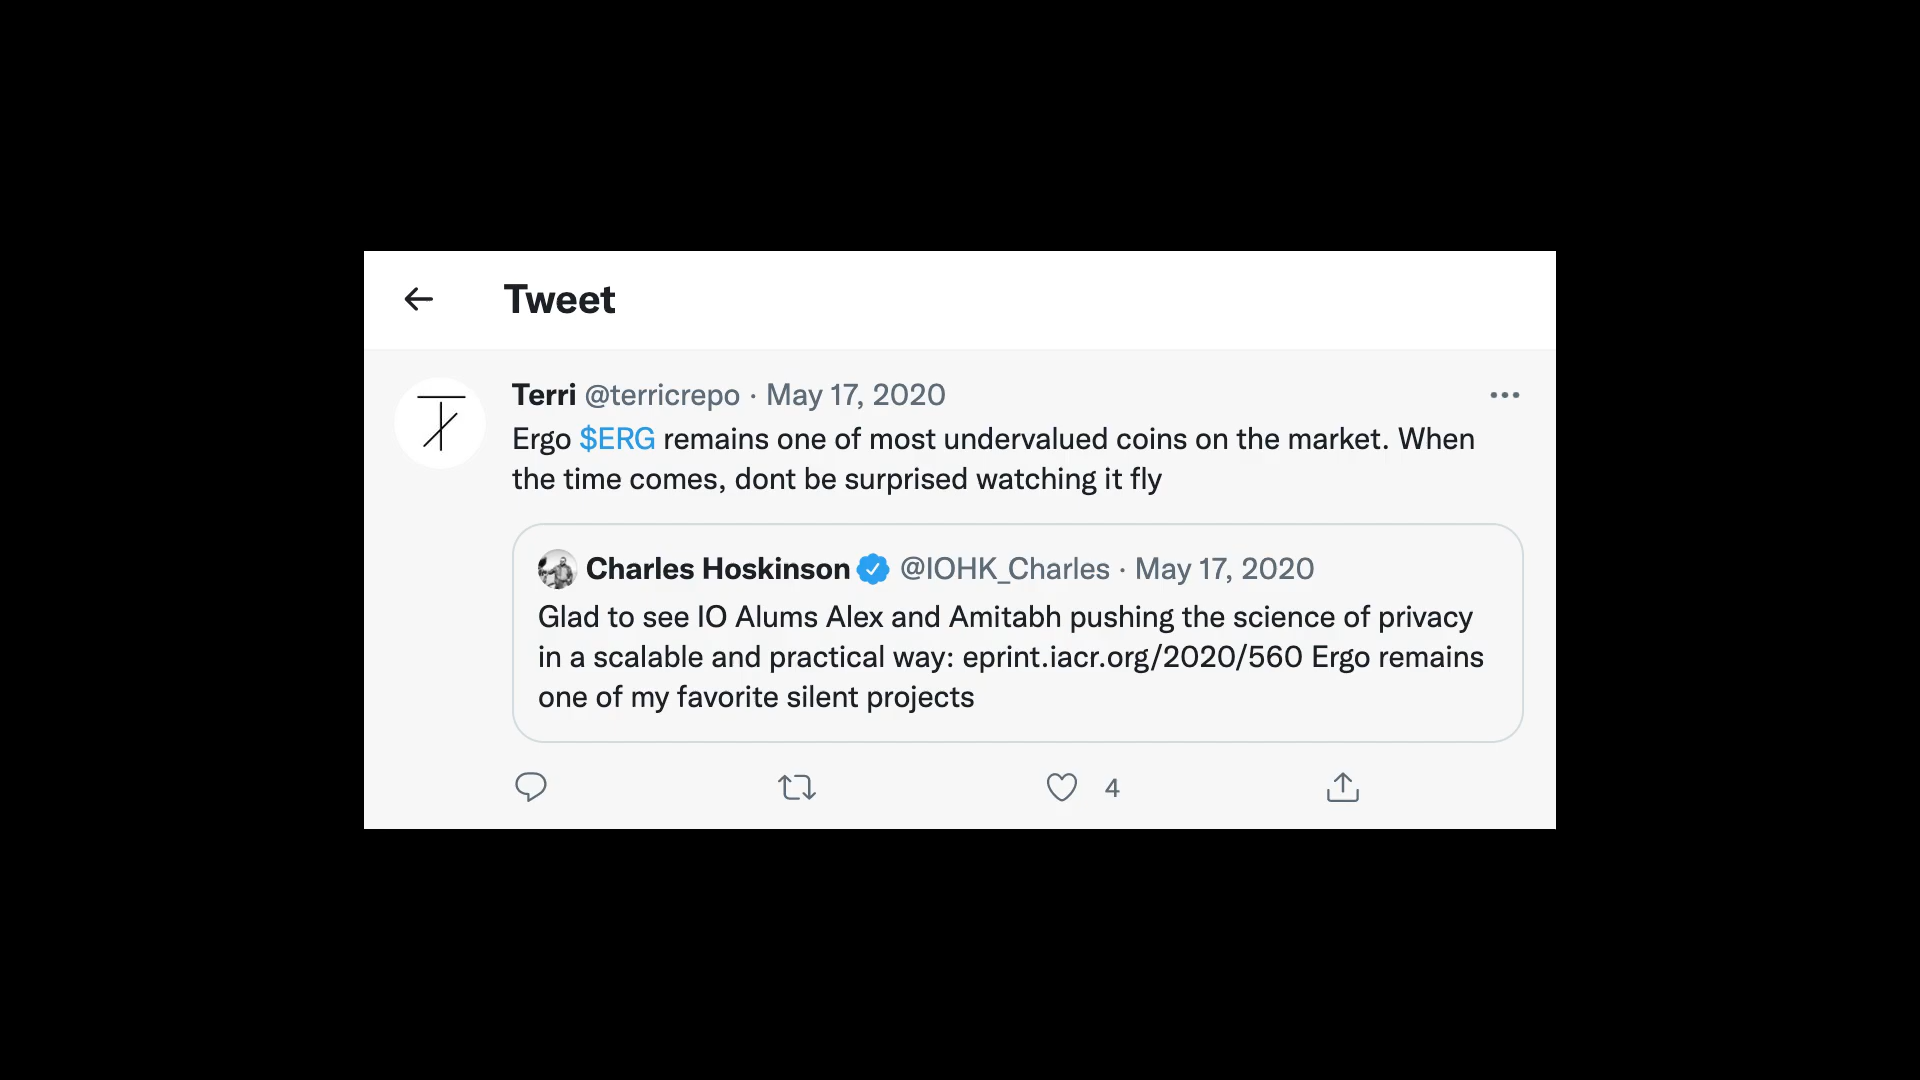 Tweet
Terri @terricrepo · May 17, 2020
Ergo $ERG remains one of most undervalued coins on the market. When
the time comes, dont be surprised watching it fly
Charles Hoskinson @IOHK_Charles · May 17, 2020
Glad to see IO Alums Alex and Amitabh pushing the science of privacy
in a scalable and practical way: eprint.iacr.org/2020/560 Ergo remains
one of my favorite silent projects
4